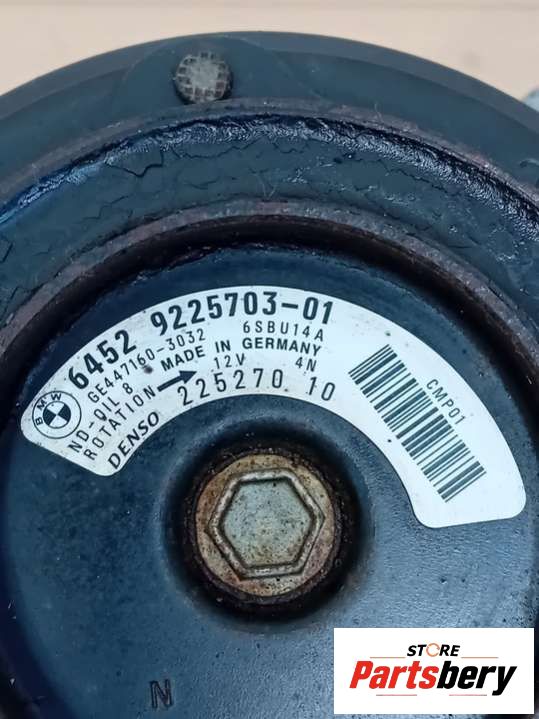 BMW
6452 9225703-01
GE447160-3032 6SBU14A
ND-OIL 8 MADE IN GERMANY
ROTATION → 12V 4N
DENSO 225270 10
CMP01
N
STORE
Partsbery